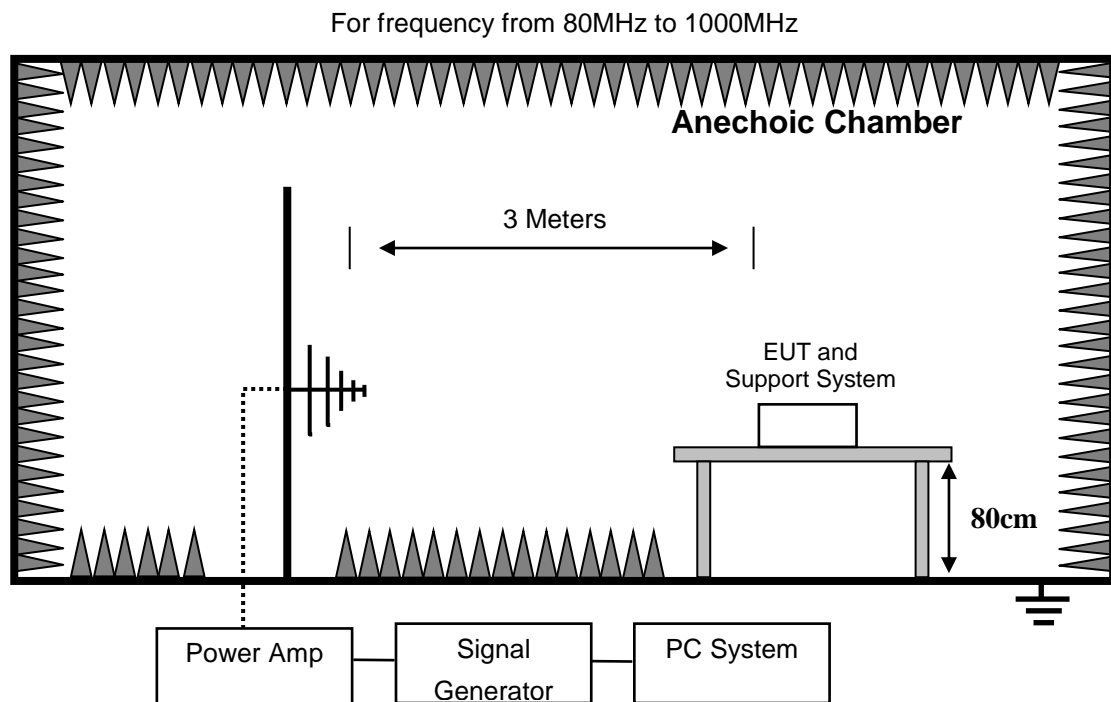 For frequency from 80MHz to 1000MHz
Anechoic Chamber
3 Meters
EUT and
Support System
80cm
Power Amp
Signal
Generator
PC System